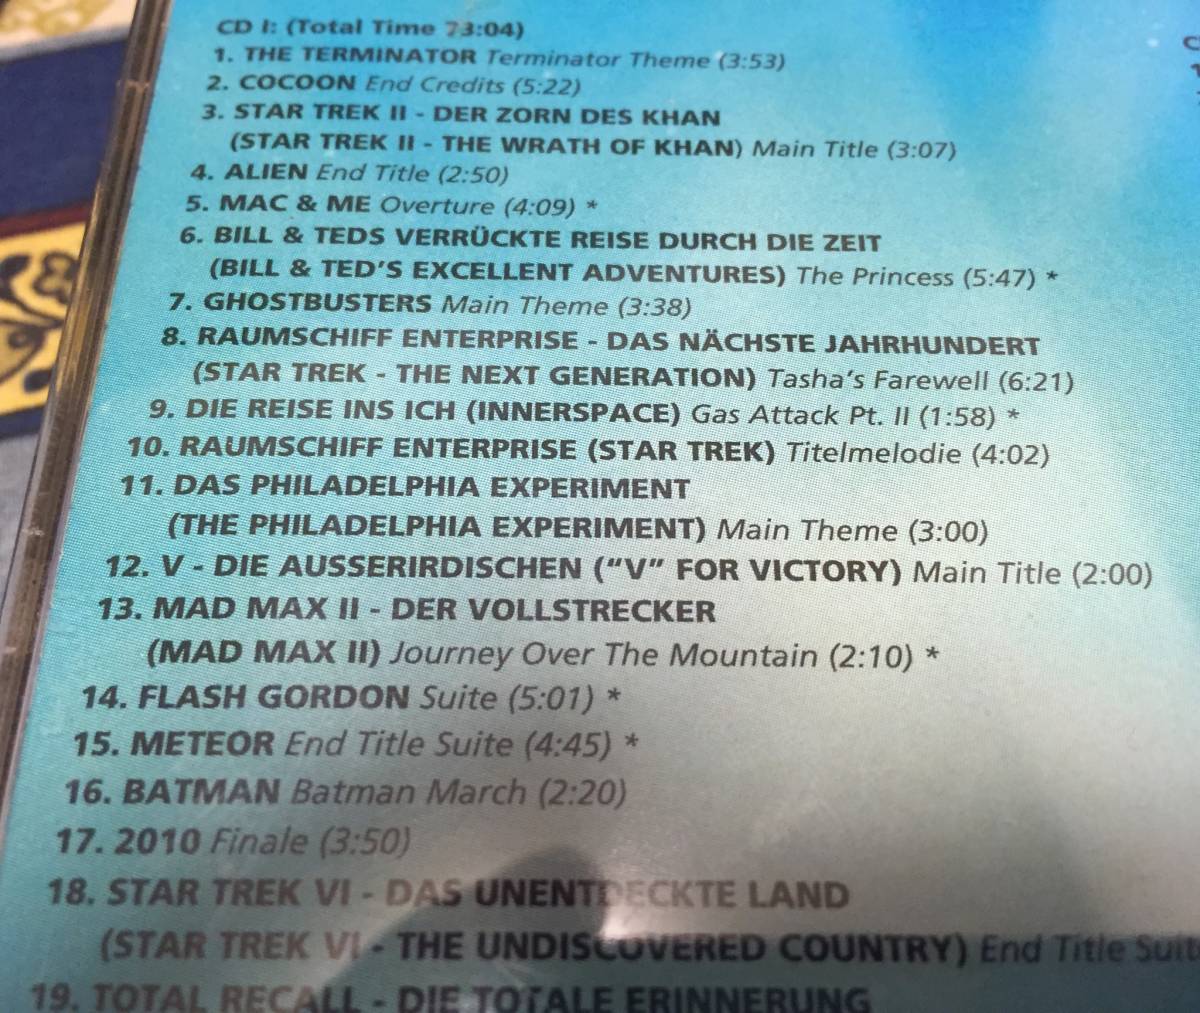 CD I: (Total Time 73:04)
1. THE TERMINATOR Terminator Theme (3:53)
2. COCOON End Credits (5:22)
3. STAR TREK II - DER ZORN DES KHAN
(STAR TREK II - THE WRATH OF KHAN) Main Title (3:07)
4. ALIEN End Title (2:50)
5. MAC & ME Overture (4:09) *
6. BILL & TEDS VERRÜCKTE REISE DURCH DIE ZEIT
(BILL & TED'S EXCELLENT ADVENTURES) The Princess (5:47) *
7. GHOSTBUSTERS Main Theme (3:38)
8. RAUMSCHIFF ENTERPRISE - DAS NÄCHSTE JAHRHUNDERT
(STAR TREK - THE NEXT GENERATION) Tasha's Farewell (6:21)
9. DIE REISE INS ICH (INNERSPACE) Gas Attack Pt. II (1:58) *
10. RAUMSCHIFF ENTERPRISE (STAR TREK) Titelmelodie (4:02)
11. DAS PHILADELPHIA EXPERIMENT
(THE PHILADELPHIA EXPERIMENT) Main Theme (3:00)
12. V - DIE AUSSERIRDISCHEN ("V" FOR VICTORY) Main Title (2:00)
13. MAD MAX II - DER VOLLSTRECKER
(MAD MAX II) Journey Over The Mountain (2:10) *
14. FLASH GORDON Suite (5:01) *
15. METEOR End Title Suite (4:45) *
16. BATMAN Batman March (2:20)
17. 2010 Finale (3:50)
18. STAR TREK VI - DAS UNENTDECKTE LAND
(STAR TREK VI - THE UNDISCOVERED COUNTRY) End Title Suit
19. TOTAL RECALL - DIE TOTALE ERINNERUNG